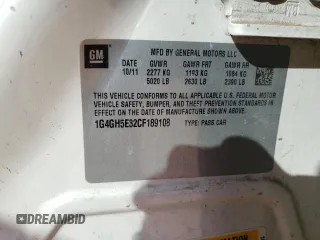 GM
MFD BY GENERAL MOTORS LLC
10/11
GVWR
2277 KG
5020 LB
GAWR FRT
1193 KG
2630 LB
GAWR RR
1084 KG
2390 LB
THIS VEHICLE CONFORMS TO ALL APPLICABLE U.S. FEDERAL MOTOR VEHICLE
SAFETY, BUMPER, AND THEFT PREVENTION STANDARDS IN EFFECT
ON THE DATE OF MANUFACTURE SHOWN ABOVE.
1G4GH5E32CF189108
TYPE: PASS CAR
DREAMBID